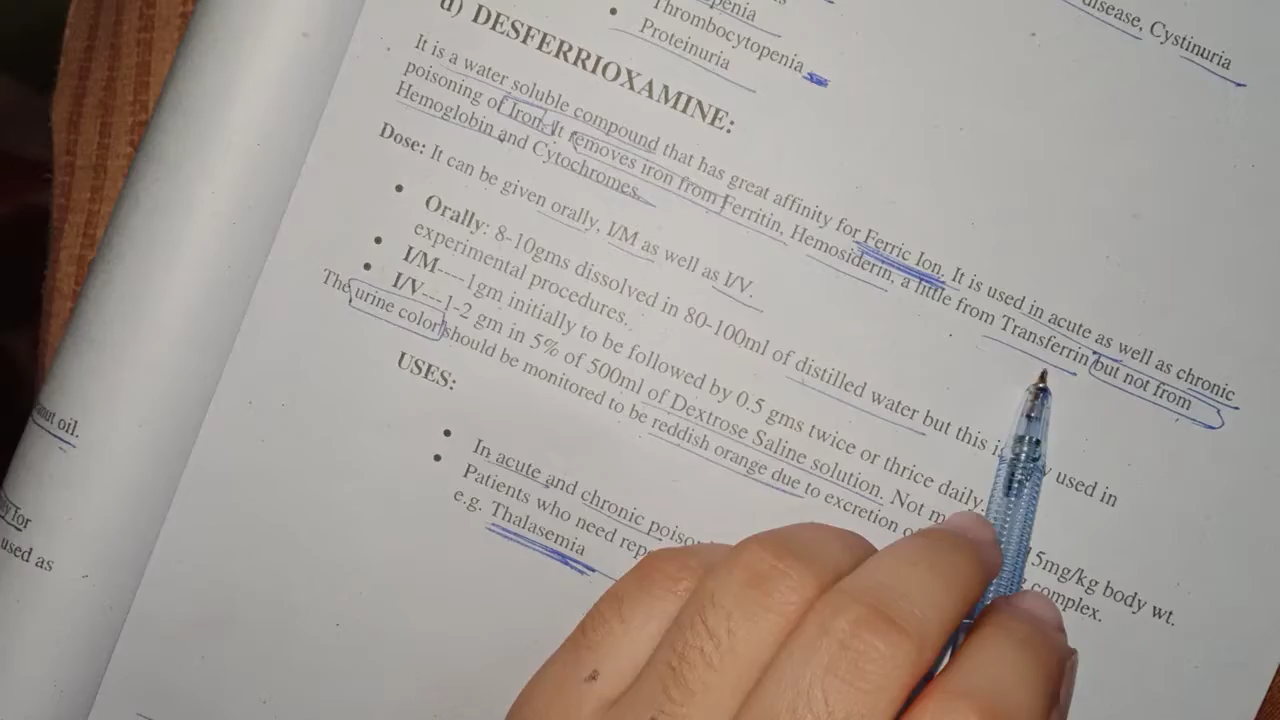 disease, Cystinuria
Thrombocytopenia
Proteinuria
d) DESFERRIOXAMINE:
It is a water soluble compound that has great affinity for Ferric Ion. It is used in acute as well as chronic
poisoning of Iron. It removes iron from Ferritin, Hemosiderin, a little from Transferrin but not from
Hemoglobin and Cytochromes.
Dose: It can be given orally, I/M as well as I/V.
• Orally: 8-10gms dissolved in 80-100ml of distilled water but this is used in
experimental procedures.
• I/M----1gm initially to be followed by 0.5 gms twice or thrice daily.
• I/V---1-2 gm in 5% of 500ml of Dextrose Saline solution. Not 15mg/kg body wt.
The urine color should be monitored to be reddish orange due to excretion complex.
USES:
• In acute and chronic
• Patients who need
e.g. Thalasemia
nut oil.
used as